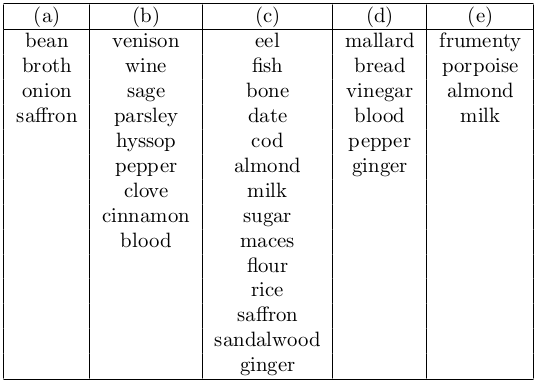 (a) (b) (c) (d) (e)
bean venison eel mallard frumenty
broth wine fish bread porpoise
onion sage bone vinegar almond
saffron parsley date blood milk
hyssop cod pepper
pepper almond ginger
clove milk
cinnamon sugar
blood maces
flour
rice
saffron
sandalwood
ginger